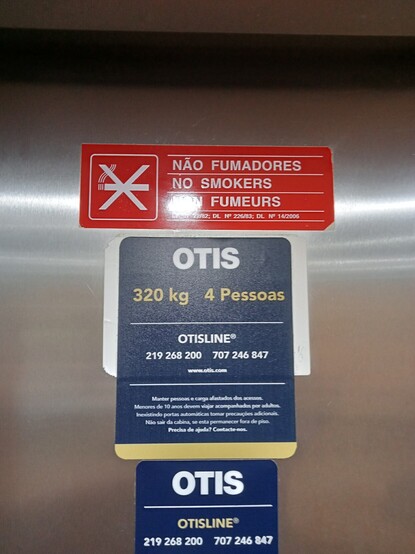 NÃO FUMADORES
NO SMOKERS
FUMEURS
DL Nº 226/83; DL Nº 14/2006
OTIS
320 kg 4 Pessoas
OTISLINE®
219 268 200 707 246 847
www.otis.com
Manter pessoas e carga afastados dos acessos.
Menores de 10 anos devem viajar acompanhados por adultos.
Inexistindo portas automáticas tomar precauções adicionais.
Não sair da cabina, se esta permanecer fora de piso.
Precisa de ajuda? Contacte-nos.
OTIS
OTISLINE®
219 268 200 707 246 847